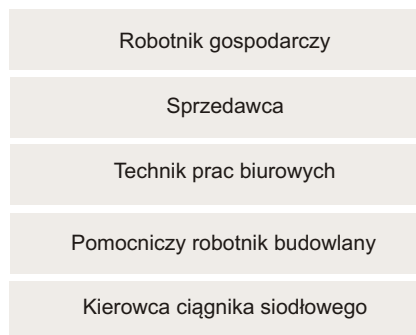 Robotnik gospodarczy
Sprzedawca
Technik prac biurowych
Pomocniczy robotnik budowlany
Kierowca ciągnika siodłowego